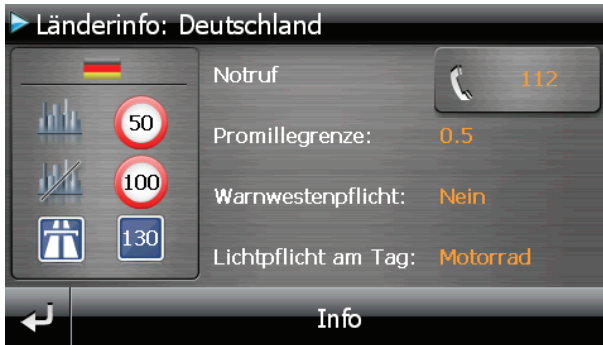 Länderinfo: Deutschland
Notruf
112
50
Promillegrenze:
0.5
100
Warnwestenpflicht:
Nein
130
Lichtpflicht am Tag:
Motorrad
Info